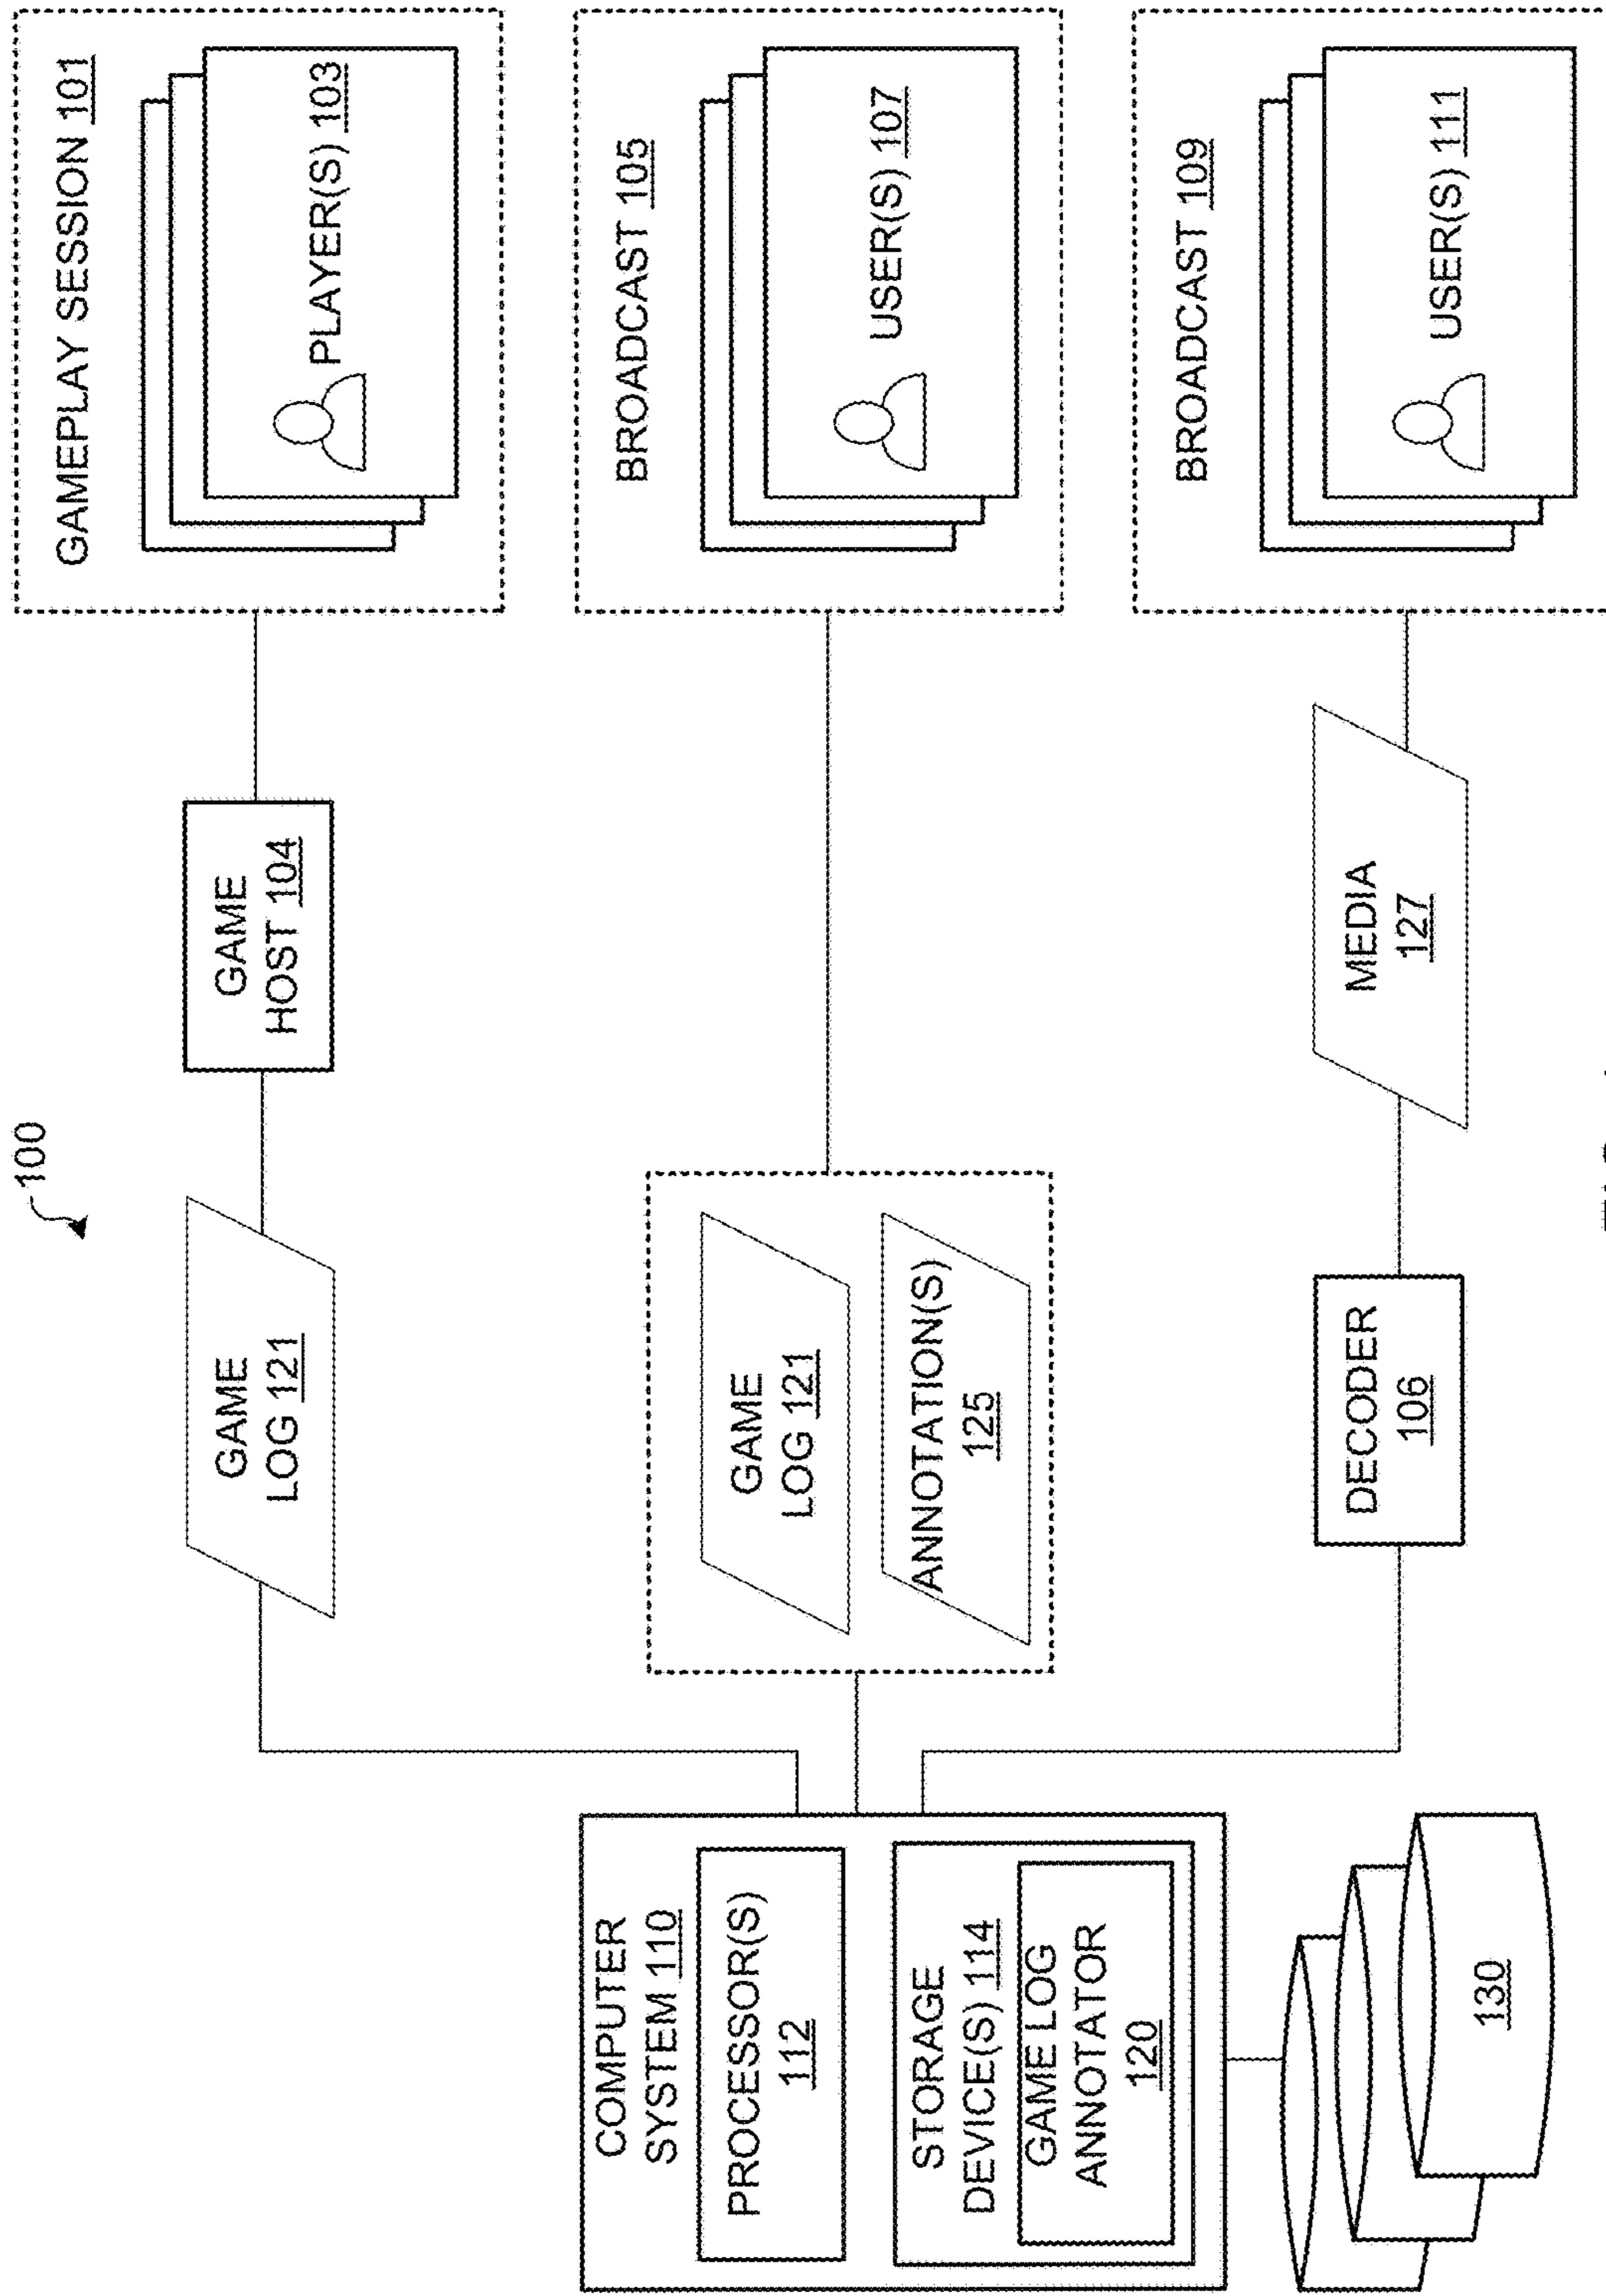 100
COMPUTER
SYSTEM 110
PROCESSOR(S)
112
STORAGE
DEVICE(S) 114
GAME LOG
ANNOTATOR
120
130
GAME
LOG 121
GAME
HOST 104
GAMEPLAY SESSION 101
PLAYER(S) 103
GAME
LOG 121
ANNOTATION(S)
125
BROADCAST 105
USER(S) 107
DECODER
106
MEDIA
127
BROADCAST 109
USER(S) 111